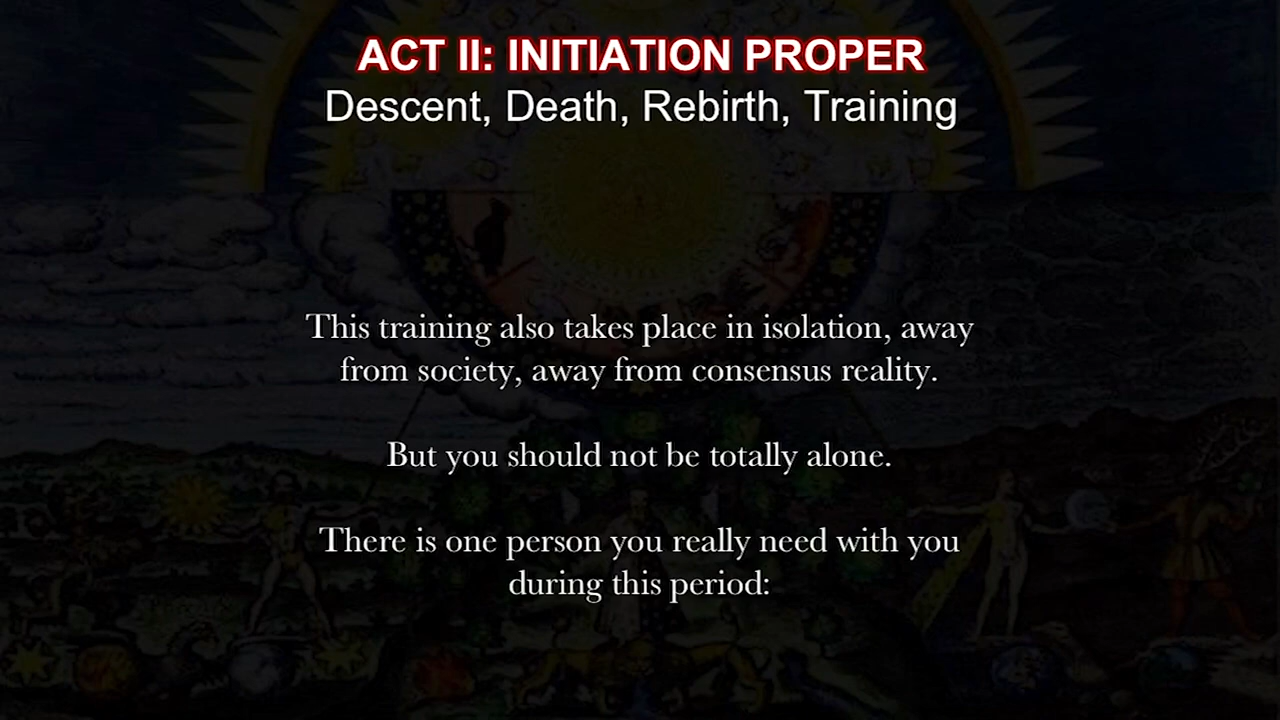 ACT II: INITIATION PROPER
Descent, Death, Rebirth, Training
This training also takes place in isolation, away
from society, away from consensus reality.
But you should not be totally alone.
There is one person you really need with you
during this period: